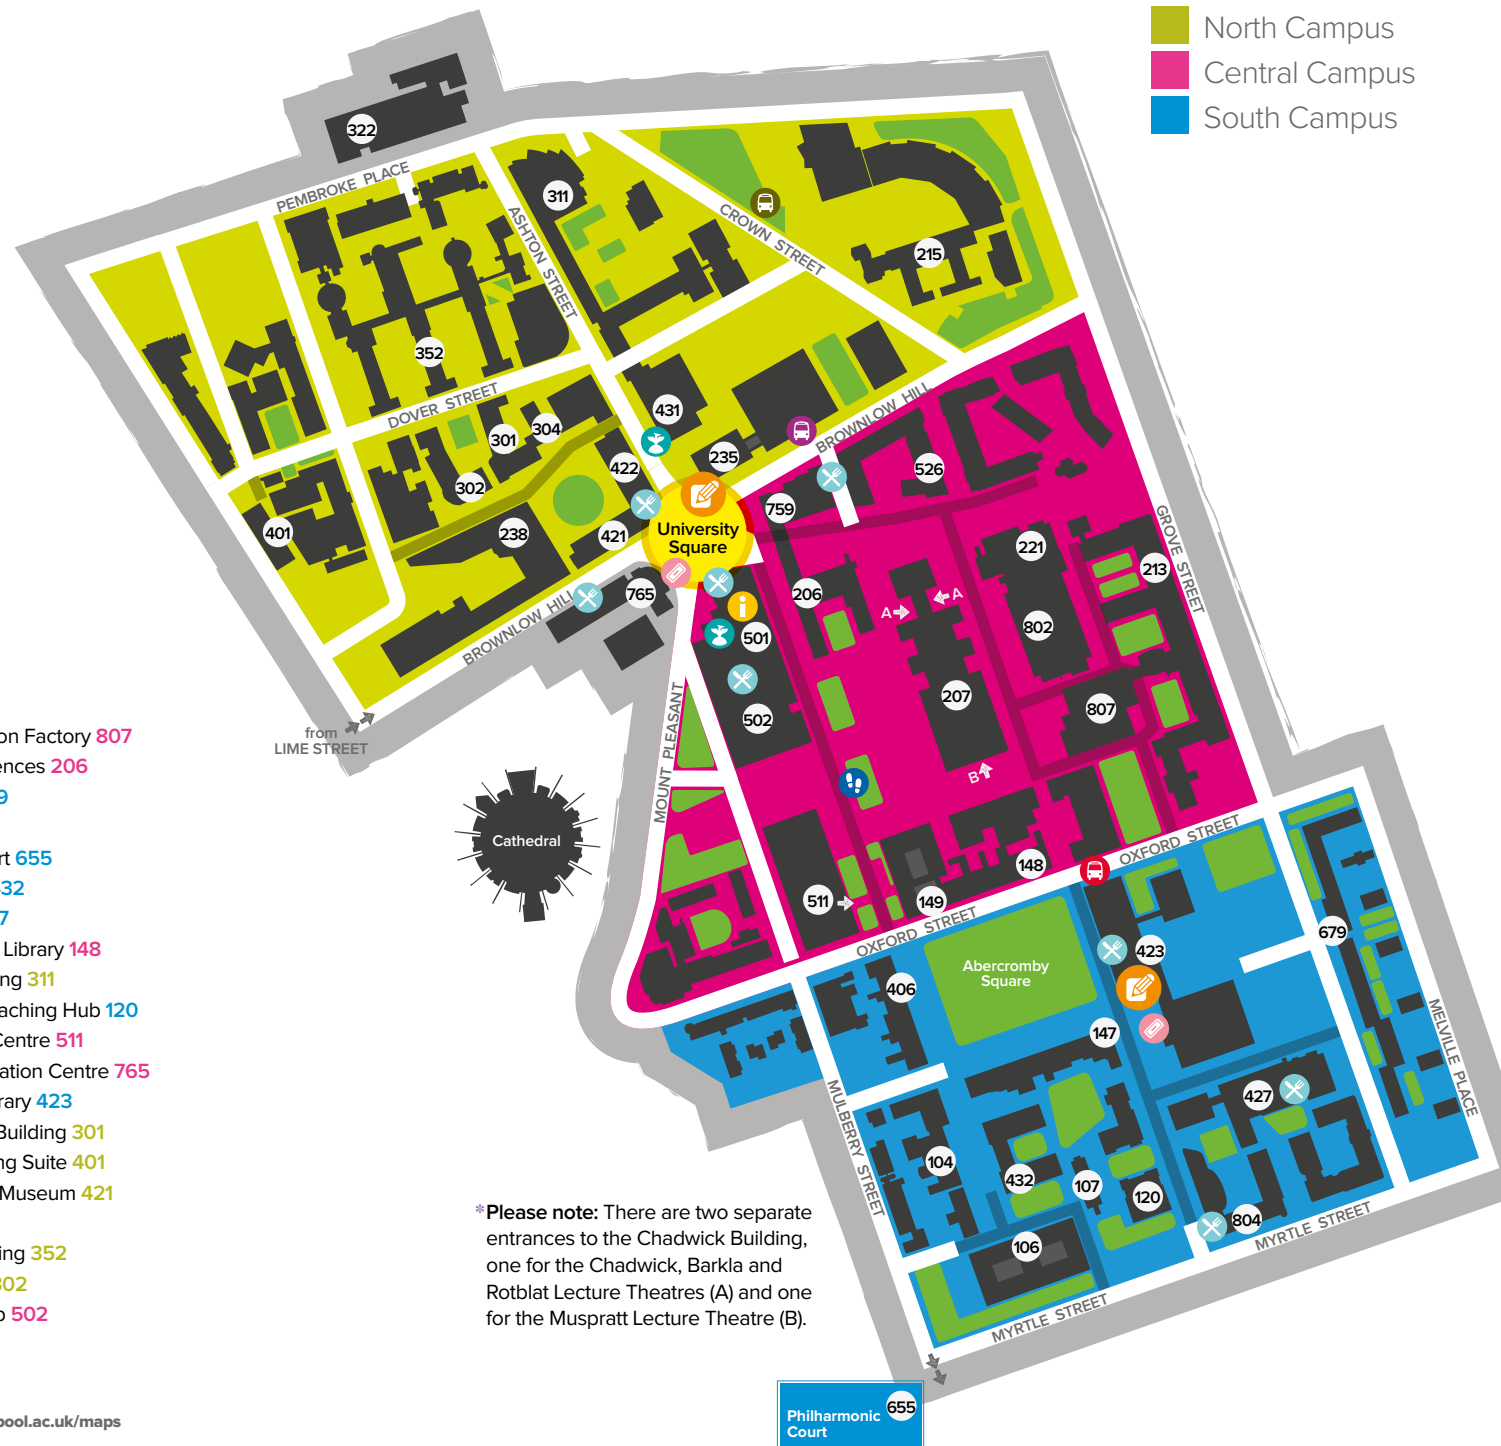 North Campus
Central Campus
South Campus
322
PEMBROKE PLACE
311
ASHTON STREET
CROWN STREET
215
352
DOVER STREET
431
301
304
235
BROWNLOW HILL
422
302
526
759
401
238
421
University
Square
221
GROVE STREET
213
765
206
A
A
BROWNLOW HILL
501
802
MOUNT PLEASANT
502
207
807
from
LIME STREET
B
Cathedral
OXFORD STREET
148
511
149
OXFORD STREET
679
423
Abercromby
Square
406
147
MELVILLE PLACE
MULBERRY STREET
427
104
432
107
120
804
MYRTLE STREET
106
MYRTLE STREET
Philharmonic
Court
655
on Factory 807
ences 206
9
rt 655
32
7
Library 148
ng 311
aching Hub 120
Centre 511
ation Centre 765
rary 423
Building 301
ng Suite 401
Museum 421
ing 352
802
o 502
*Please note: There are two separate
entrances to the Chadwick Building,
one for the Chadwick, Barkla and
Rotblat Lecture Theatres (A) and one
for the Muspratt Lecture Theatre (B).
pool.ac.uk/maps